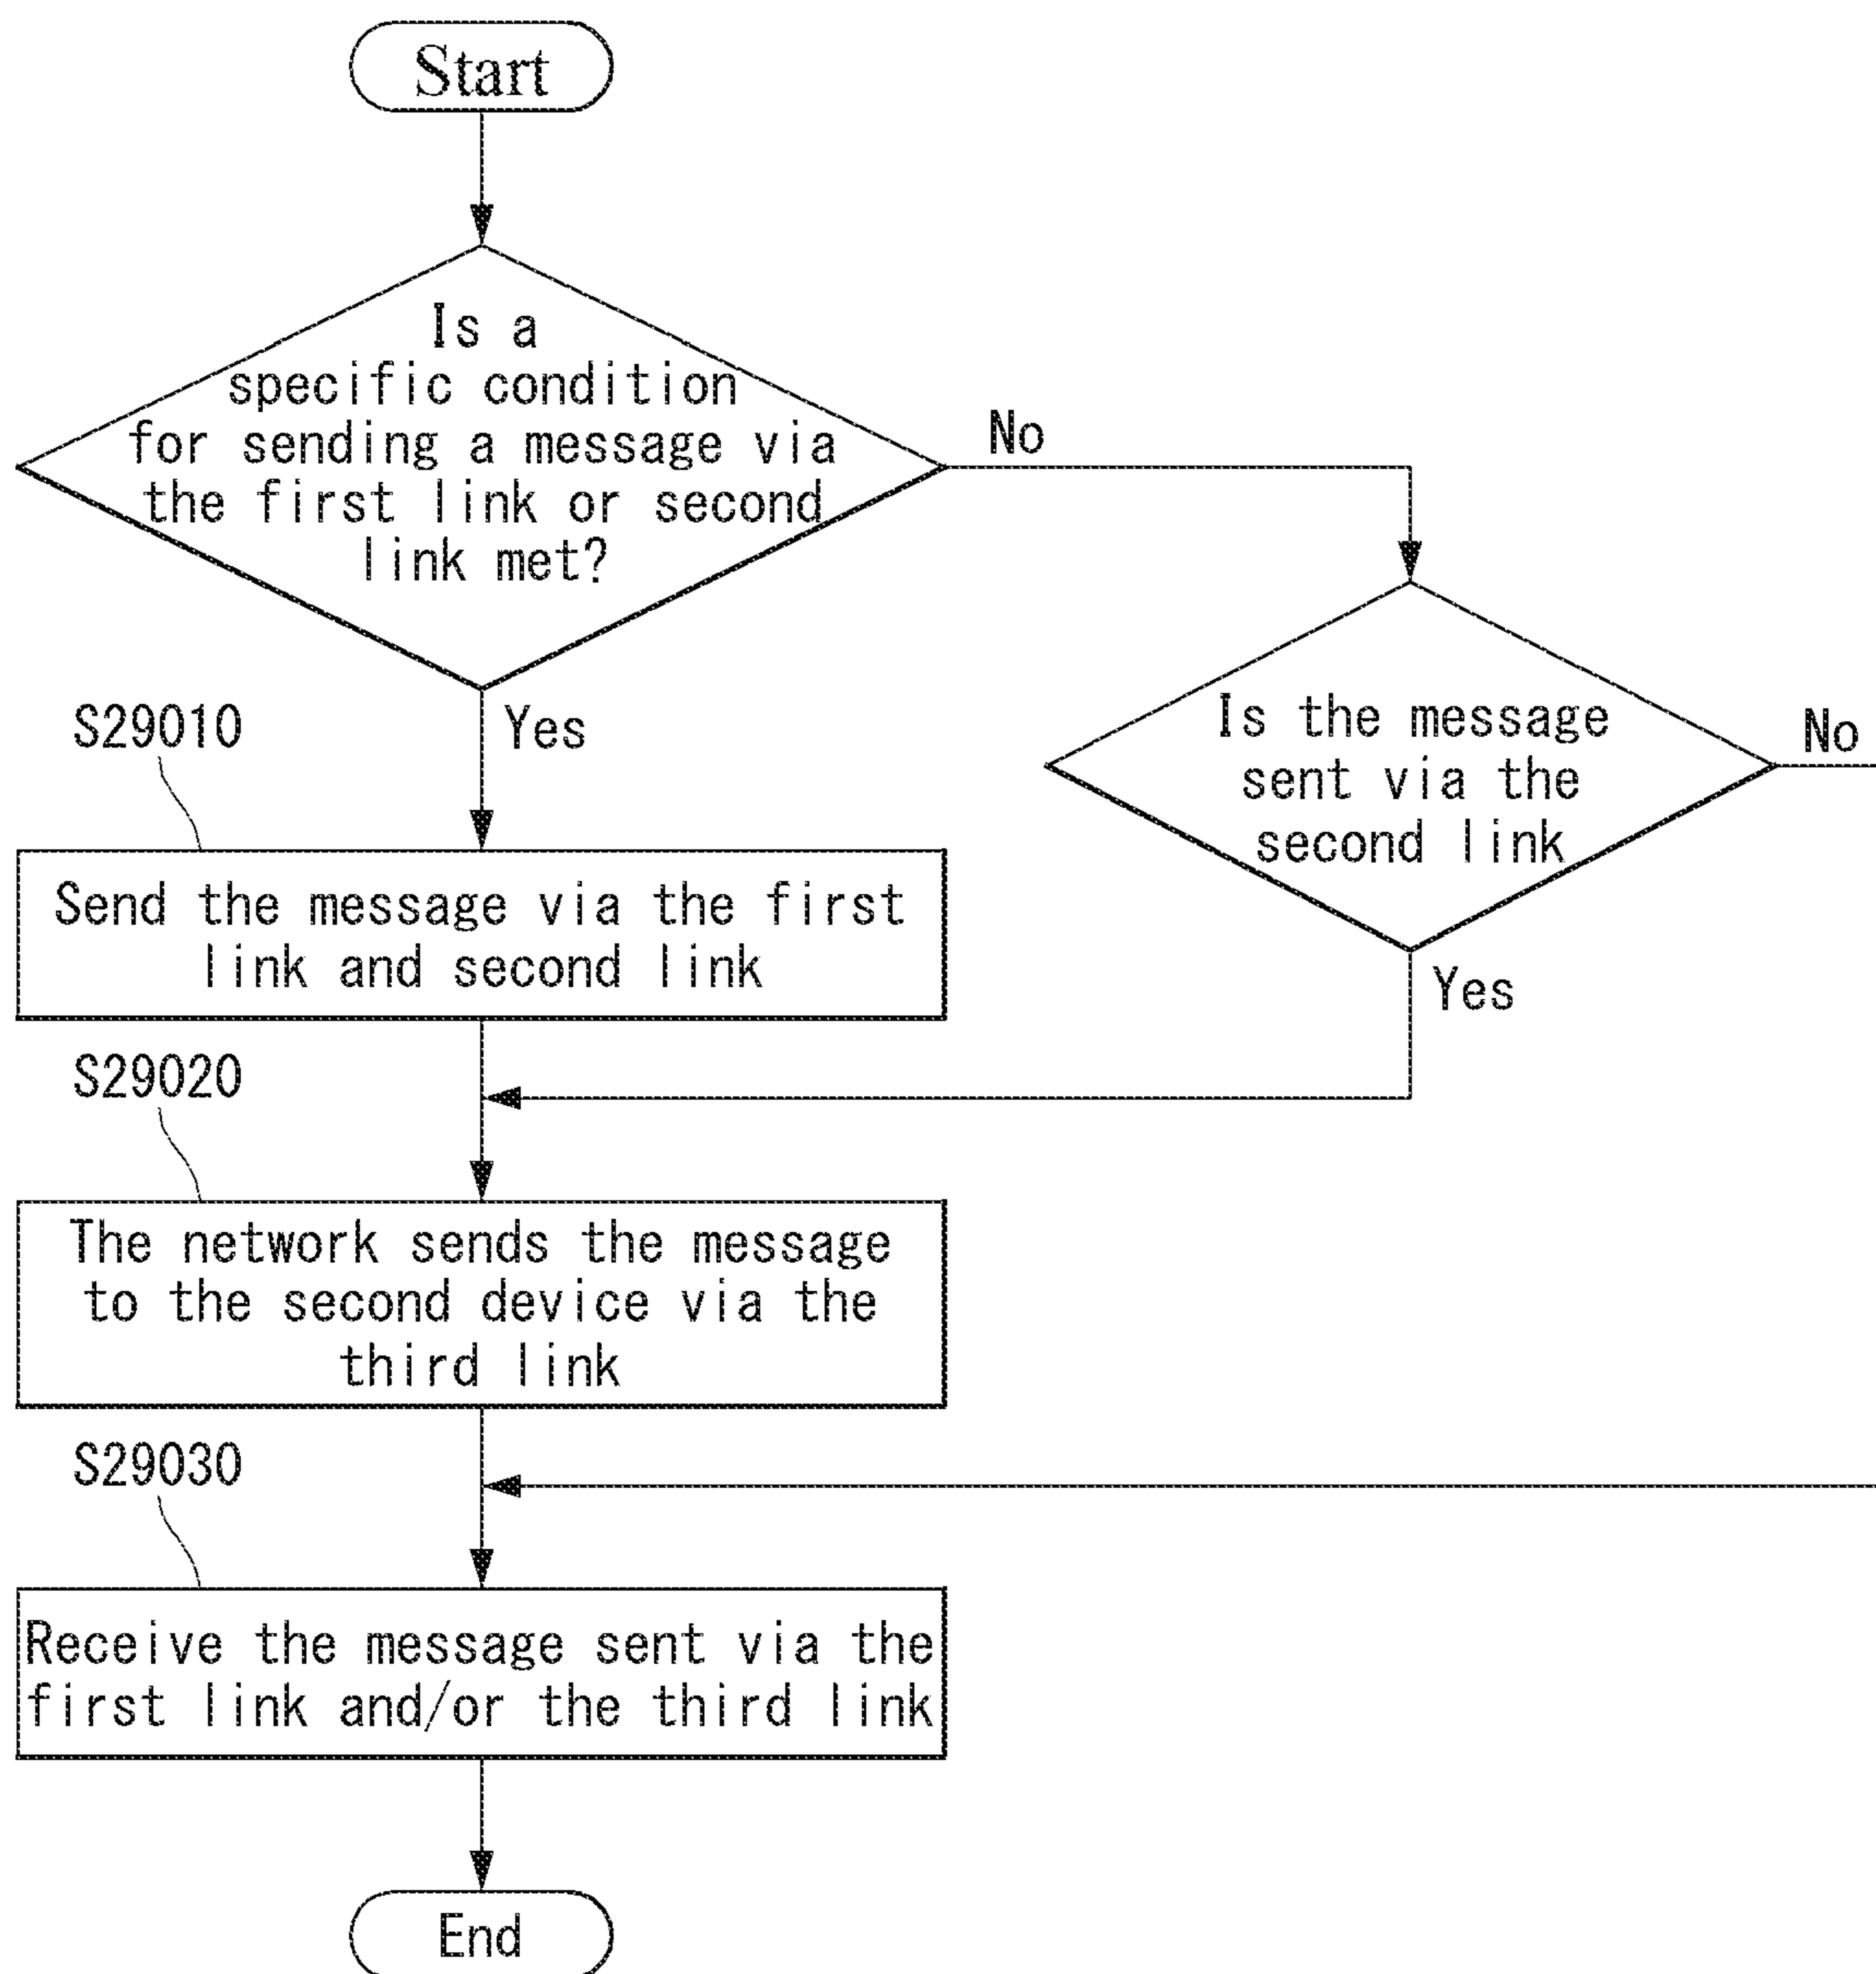 Start
Is a
specific condition
for sending a message via
the first link or second
link met?
No
Yes
Is the message
sent via the
second link
No
Yes
S29010
Send the message via the first
link and second link
S29020
The network sends the message
to the second device via the
third link
S29030
Receive the message sent via the
first link and/or the third link
End